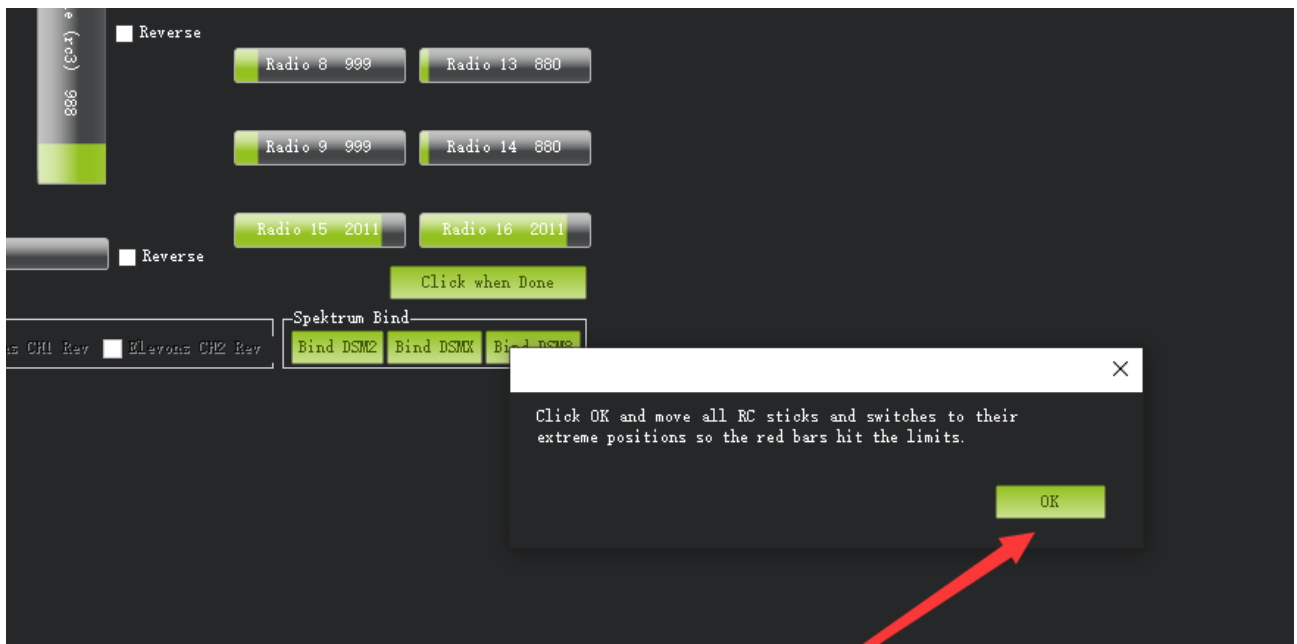 e (rc3) 988
Reverse
Radio 8 999
Radio 13 880
Radio 9 999
Radio 14 880
Radio 15 2011
Radio 16 2011
Reverse
Click when Done
Spektrum Bind
CH1 Rev
Elevons CH2 Rev
Bind DSM2
Bind DSMX
Click OK and move all RC sticks and switches to their
extreme positions so the red bars hit the limits.
OK